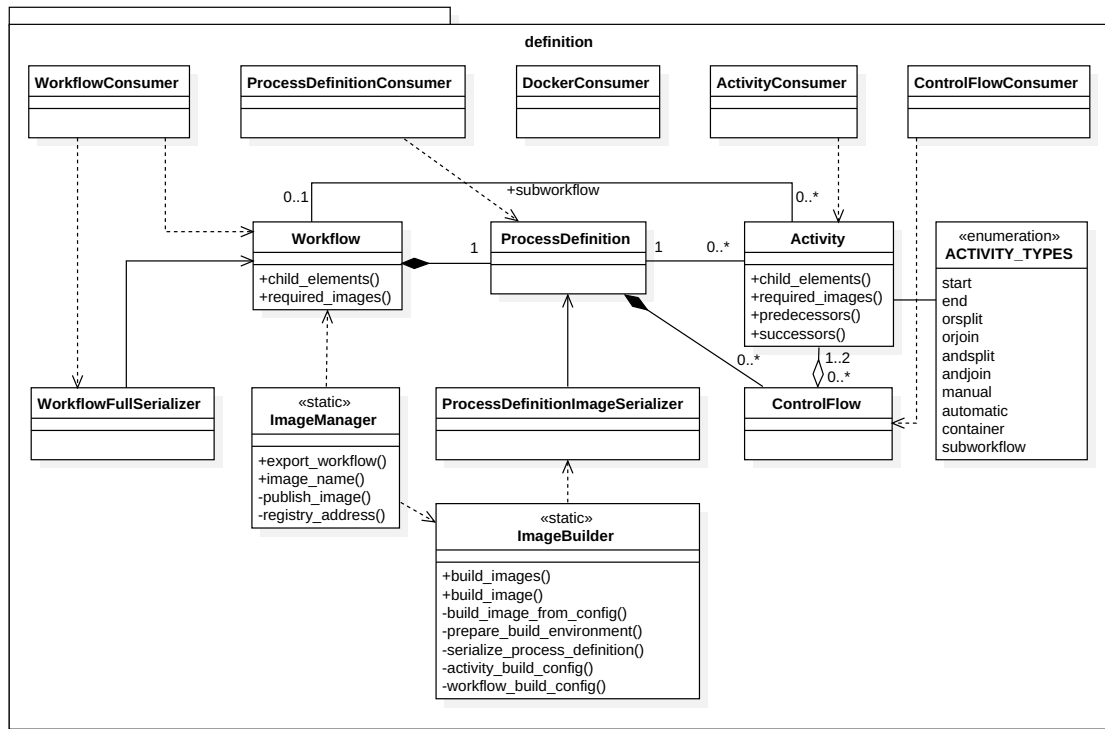 definition
WorkflowConsumer
ProcessDefinitionConsumer
DockerConsumer
ActivityConsumer
ControlFlowConsumer
0..1
+subworkflow
0..*
Workflow
+child_elements()
+required_images()
1
ProcessDefinition
1
0..*
Activity
+child_elements()
+required_images()
+predecessors()
+successors()
«enumeration»
ACTIVITY_TYPES
start
end
orsplit
orjoin
andsplit
andjoin
manual
automatic
container
subworkflow
0..*
1..2
0..*
WorkflowFullSerializer
«static»
ImageManager
+export_workflow()
+image_name()
-publish_image()
-registry_address()
ProcessDefinitionImageSerializer
ControlFlow
«static»
ImageBuilder
+build_images()
+build_image()
-build_image_from_config()
-prepare_build_environment()
-serialize_process_definition()
-activity_build_config()
-workflow_build_config()